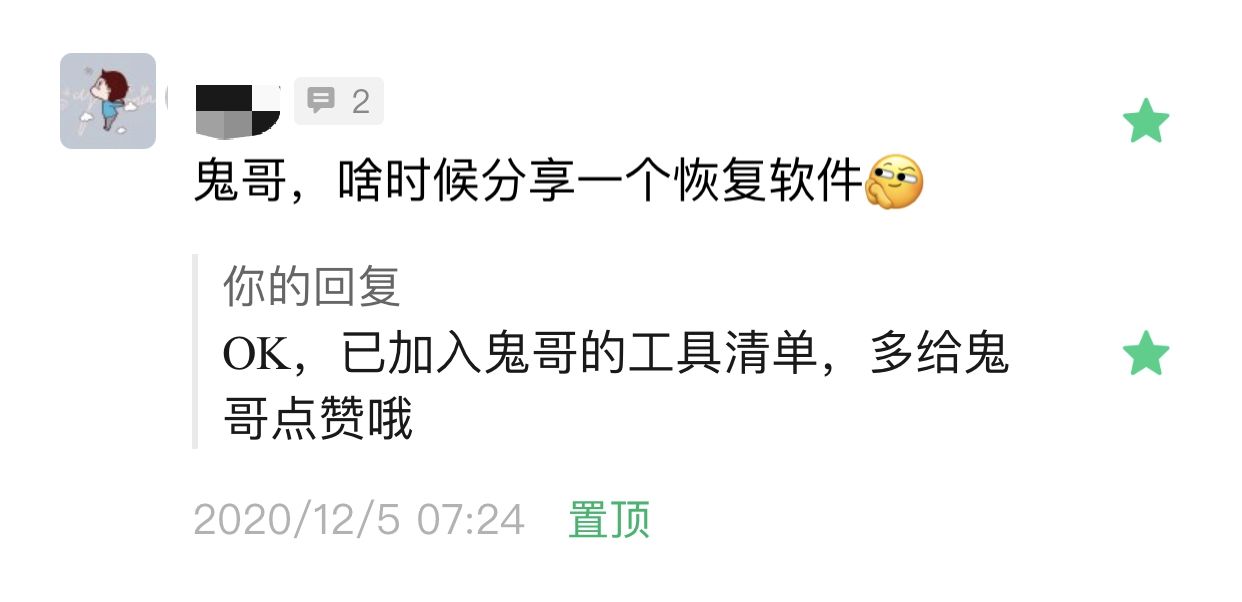 2
鬼哥，啥时候分享一个恢复软件
你的回复
OK，已加入鬼哥的工具清单，多给鬼
哥点赞哦
2020/12/5 07:24 置顶